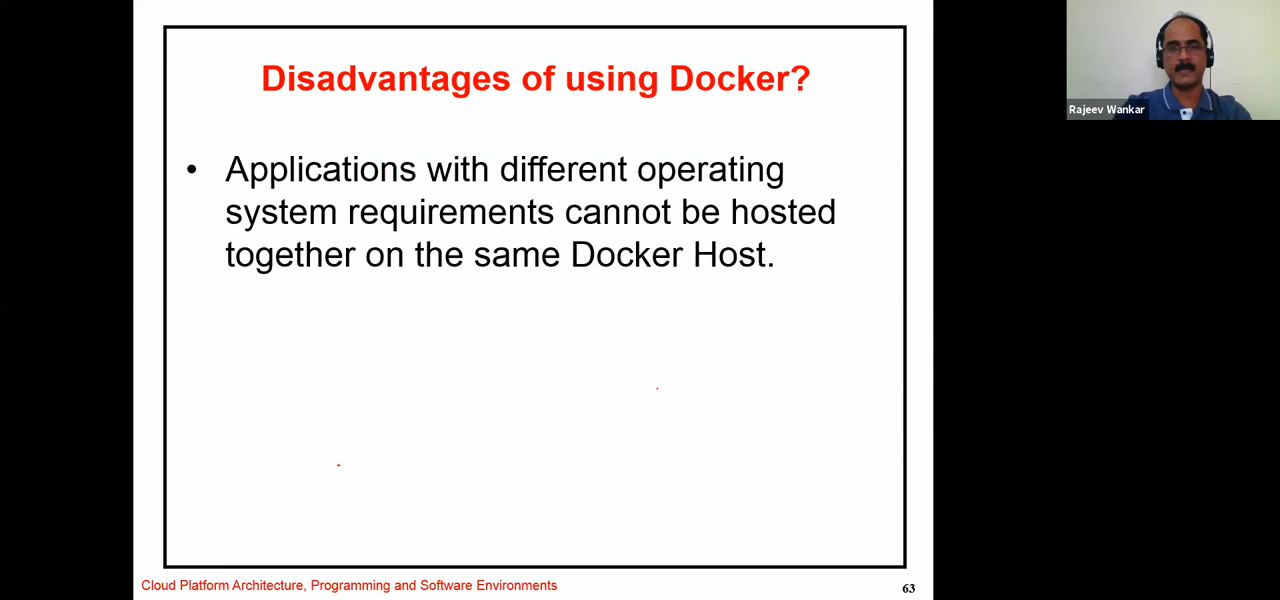 Disadvantages of using Docker?
• Applications with different operating
system requirements cannot be hosted
together on the same Docker Host.
Cloud Platform Architecture, Programming and Software Environments
63
Rajeev Wankar